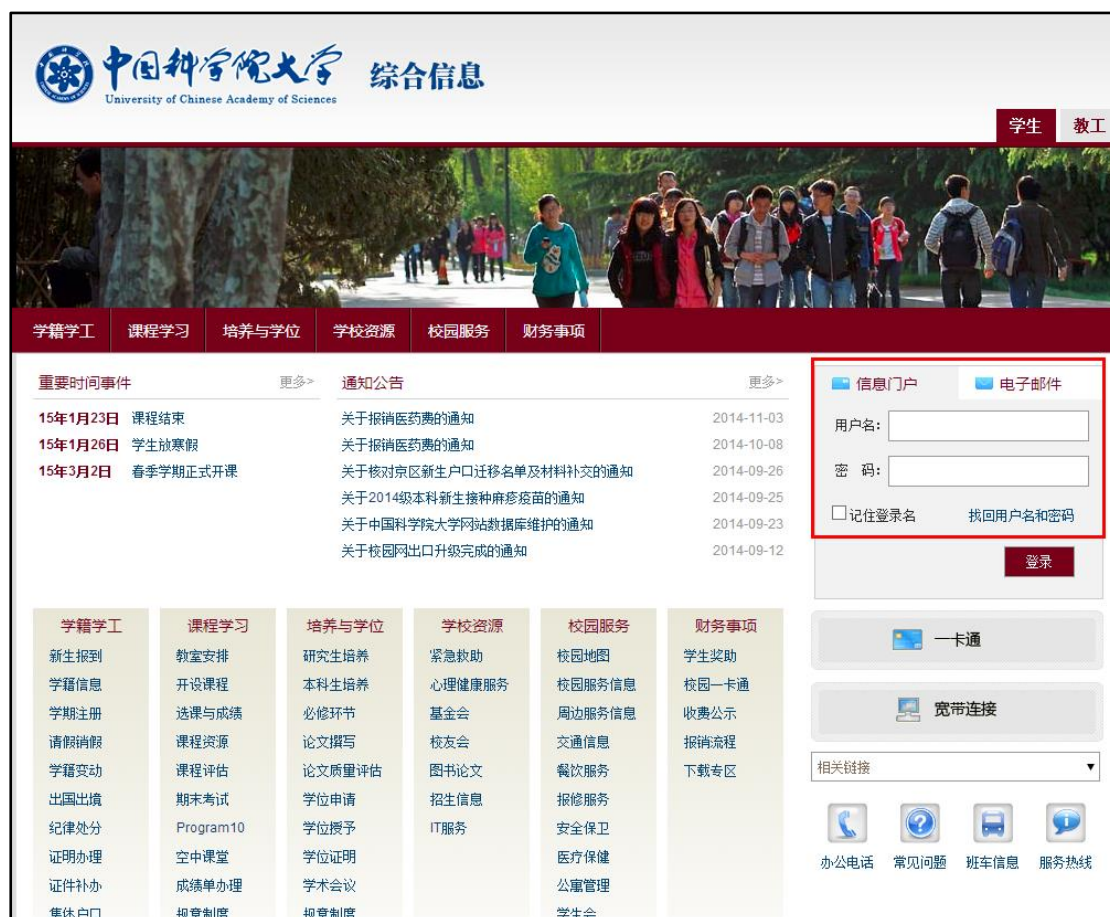 中国科学院大学 综合信息
University of Chinese Academy of Sciences
学生 教工
学籍学工 课程学习 培养与学位 学校资源 校园服务 财务事项
重要时间事件 更多>
15年1月23日 课程结束
15年1月26日 学生放寒假
15年3月2日 春季学期正式开课
通知公告 更多>
关于报销医药费的通知 2014-11-03
关于报销医药费的通知 2014-10-08
关于核对京区新生户口迁移名单及材料补交的通知 2014-09-26
关于2014级本科新生接种麻疹疫苗的通知 2014-09-25
关于中国科学院大学网站数据库维护的通知 2014-09-23
关于校园网出口升级完成的通知 2014-09-12
信息门户 电子邮件
用户名:
密 码:
记住登录名 找回用户名和密码
登录
学籍学工 课程学习 培养与学位 学校资源 校园服务 财务事项
新生报到 教室安排 研究生培养 紧急救助 校园地图 学生奖助
学籍信息 开设课程 本科生培养 心理健康服务 校园服务信息 校园一卡通
学期注册 选课与成绩 必修环节 基金会 周边服务信息 收费公示
请假销假 课程资源 论文撰写 校友会 交通信息 报销流程
学籍变动 课程评估 论文质量评估 图书论文 餐饮服务 下载专区
出国出境 期末考试 学位申请 招生信息 报修服务
纪律处分 Program10 学位授予 IT服务 安全保卫
证明办理 空中课堂 学位证明 医疗保健
证件补办 成绩单办理 学术会议 公寓管理
集体户口 规章制度 规章制度 学生会
一卡通
宽带连接
相关链接
办公电话 常见问题 班车信息 服务热线